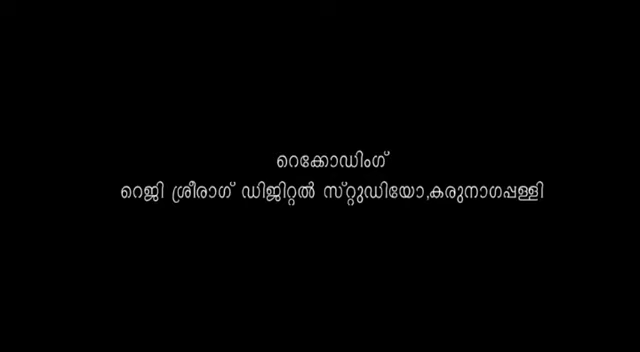 റെക്കോഡിംഗ്
റെജി ശ്രീരാഗ് ഡിജിറ്റൽ സ്റ്റുഡിയോ,കരുനാഗപ്പള്ളി